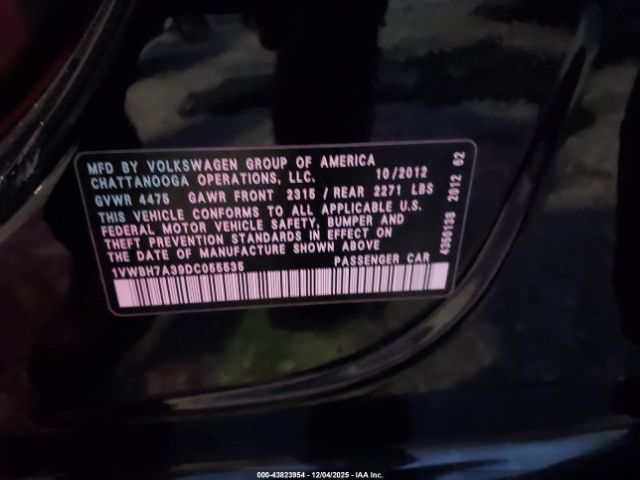 MFD BY VOLKSWAGEN GROUP OF AMERICA
CHATTANOOGA OPERATIONS, LLC. 10/2012
GVWR 4475 GAWR FRONT 2315 / REAR 2271 LBS
THIS VEHICLE CONFORMS TO ALL APPLICABLE U.S.
FEDERAL MOTOR VEHICLE SAFETY, BUMPER AND
THEFT PREVENTION STANDARDS IN EFFECT ON
THE DATE OF MANUFACTURE SHOWN ABOVE
1VWBH7A39DC055535 PASSENGER CAR
4350138 2012 62
000-43823954 - 12/04/2025 - IAA Inc.